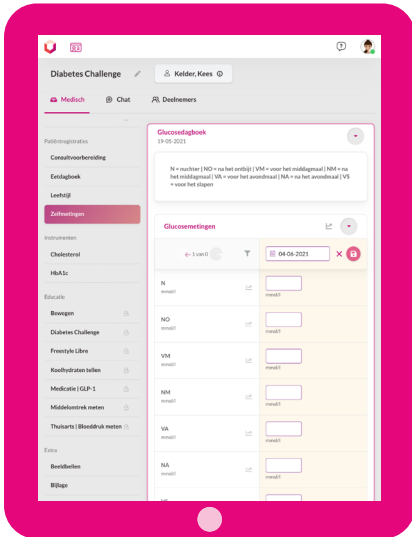 Diabetes Challenge
Kelder, Kees
Medisch
Chat
Deelnemers
Patiëntregistraties
Consultvoorbereiding
Eetdagboek
Leefstijl
Zelfmetingen
Instrumenten
Cholesterol
HbA1c
Educatie
Bewegen
Diabetes Challenge
Freestyle Libre
Koolhydraten tellen
Medicatie | GLP-1
Middelomtrek meten
Thuisarts | Bloeddruk meten
Extra
Beeldbellen
Bijlage
Glucosedagboek
19-05-2021
N = nuchter | NO = na het ontbijt | VM = voor het middagmaal | NM = na
het middagmaal | VA = voor het avondmaal | NA = na het avondmaal | VS
= voor het slapen
Glucosemetingen
1 van 0
04-06-2021
N
mmol/l
mmol/l
NO
mmol/l
mmol/l
VM
mmol/l
mmol/l
NM
mmol/l
mmol/l
VA
mmol/l
mmol/l
NA
mmol/l
mmol/l